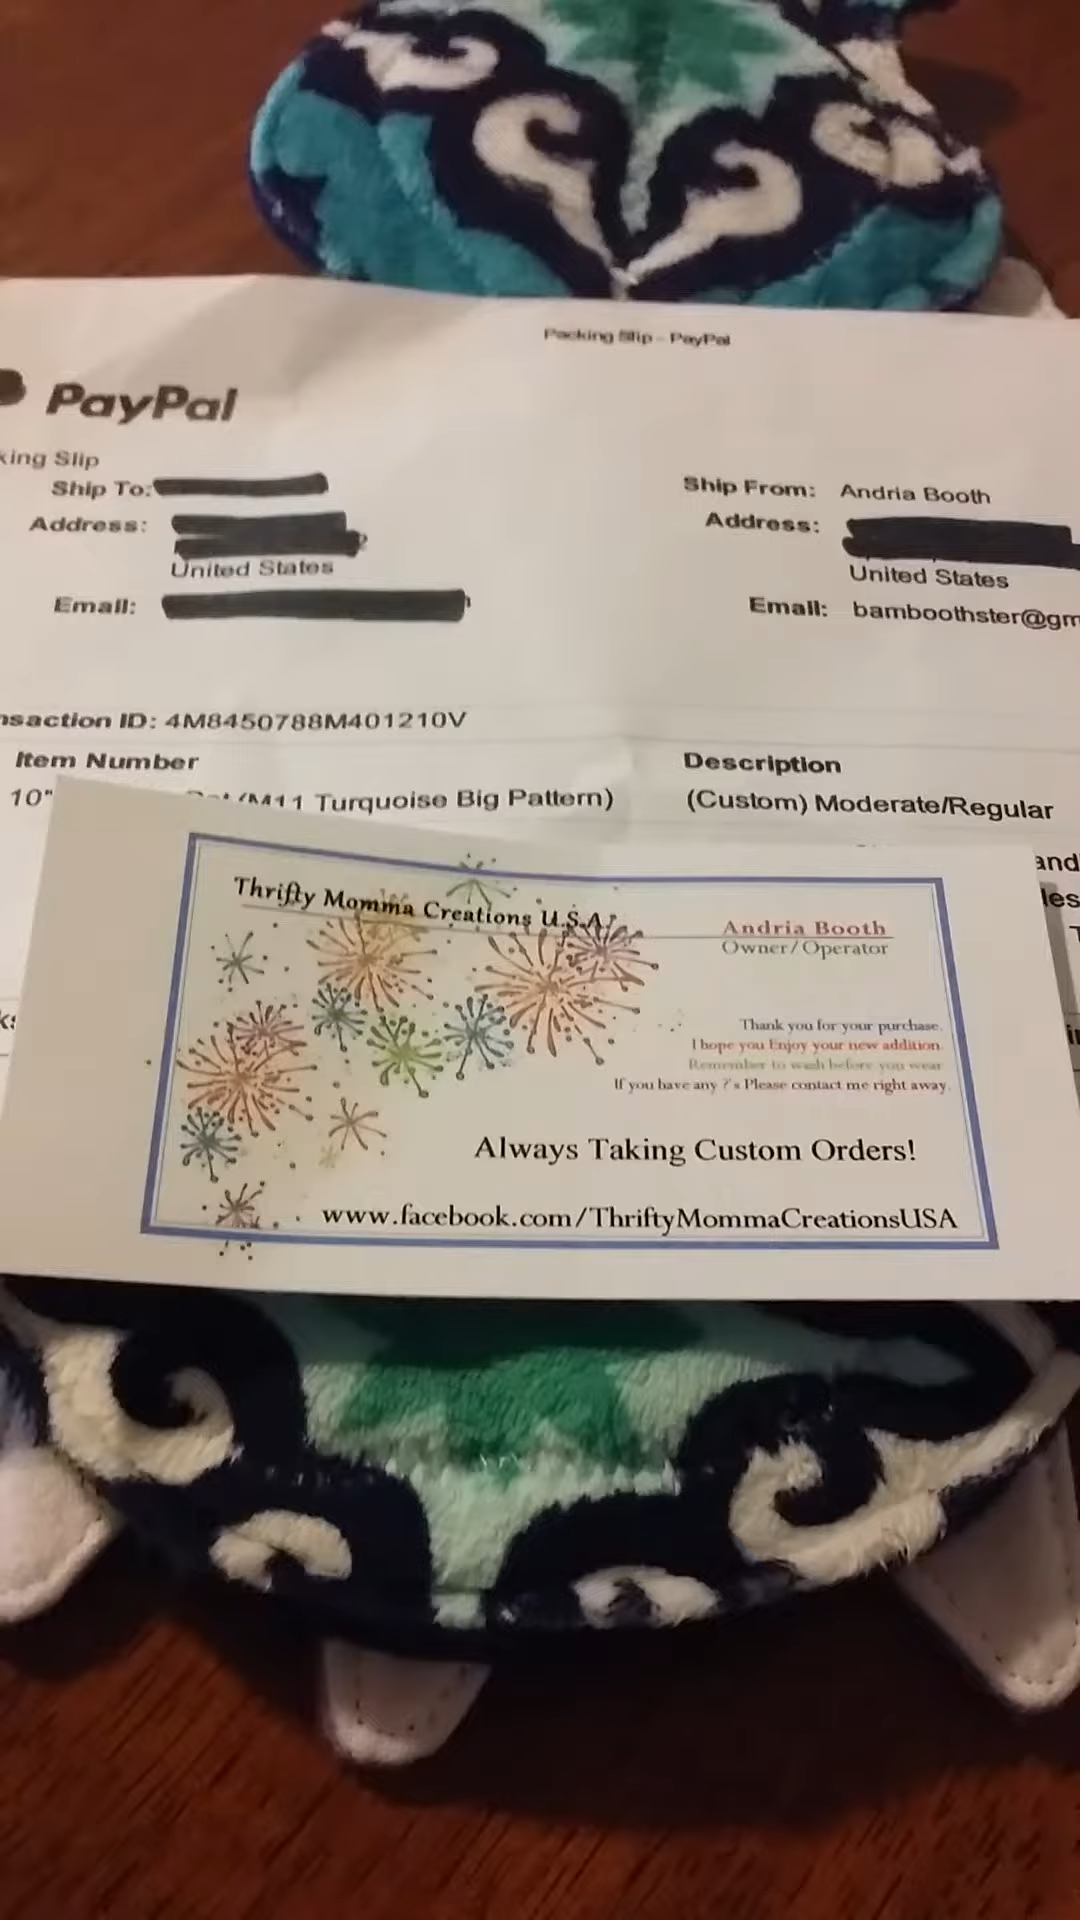 Packing Slip - PayPal
PayPal
king Slip
Ship To:
Address:
United States
Email:
Ship From: Andria Booth
Address:
United States
Email: bamboothster@gm
nsaction ID: 4M8450788M401210V
Item Number
Description
10" (M11 Turquoise Big Pattern)
(Custom) Moderate/Regular
and
les
Thrifty Momma Creations U.S.A.
Andria Booth
Owner/Operator
Thank you for your purchase.
I hope you Enjoy your new addition.
Remember to wash before you wear
If you have any ?'s Please contact me right away.
Always Taking Custom Orders!
www.facebook.com/ThriftyMommaCreationsUSA